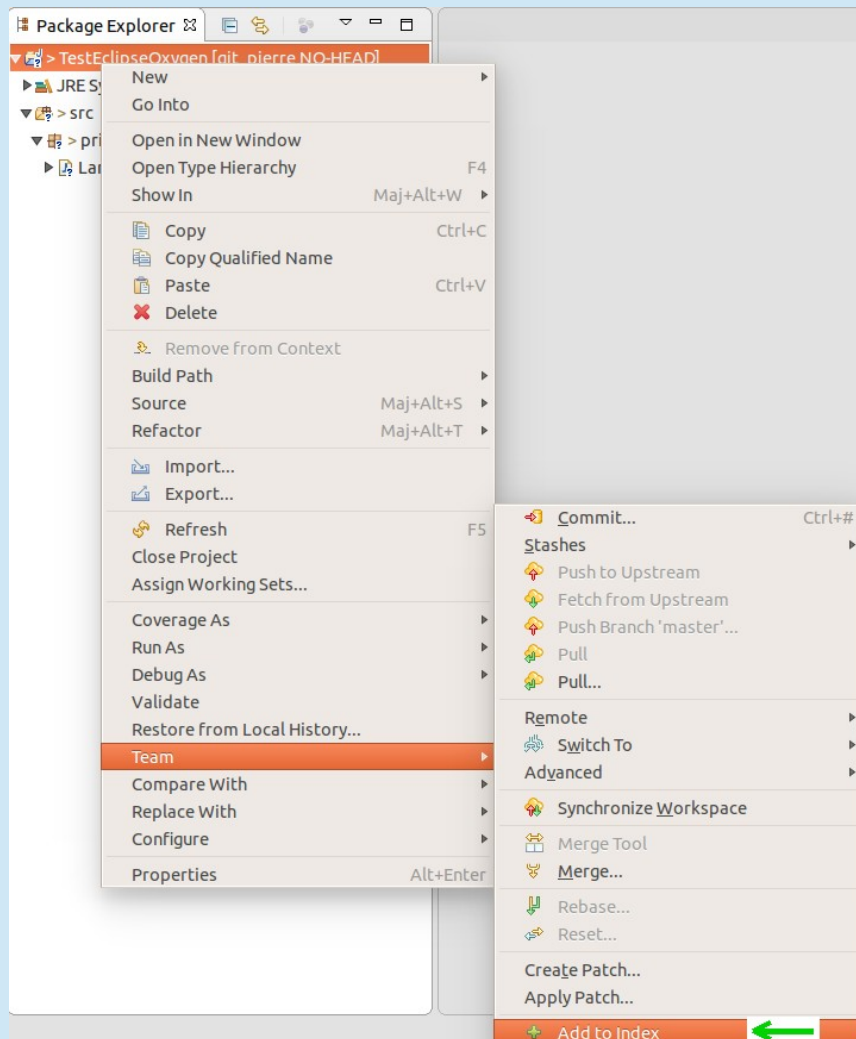 Package Explorer
> TestEclipseOxygen [git_pierre NO-HEAD]
JRE Sy
> src
> pri
Lan
New
Go Into
Open in New Window
Open Type Hierarchy F4
Show In Maj+Alt+W
Copy Ctrl+C
Copy Qualified Name
Paste Ctrl+V
Delete
Remove from Context
Build Path
Source Maj+Alt+S
Refactor Maj+Alt+T
Import...
Export...
Refresh F5
Close Project
Assign Working Sets...
Coverage As
Run As
Debug As
Validate
Restore from Local History...
Team
Compare With
Replace With
Configure
Properties Alt+Enter
Commit... Ctrl+#
Stashes
Push to Upstream
Fetch from Upstream
Push Branch 'master'...
Pull
Pull...
Remote
Switch To
Advanced
Synchronize Workspace
Merge Tool
Merge...
Rebase...
Reset...
Create Patch...
Apply Patch...
Add to Index